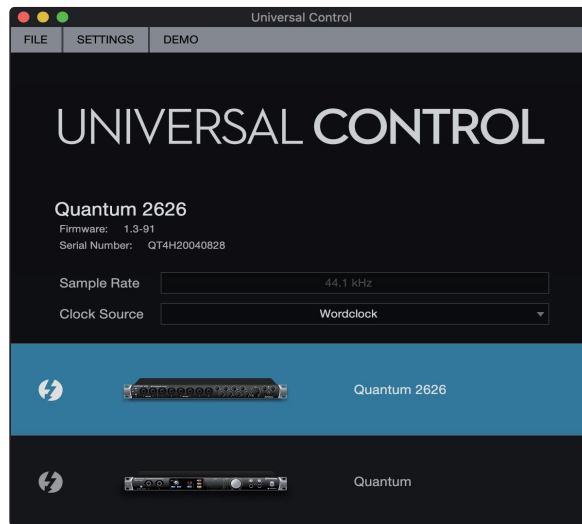 Universal Control
FILE SETTINGS DEMO
UNIVERSAL CONTROL
Quantum 2626
Firmware: 1.3-91
Serial Number: QT4H20040828
Sample Rate 44.1 kHz
Clock Source Wordclock
Quantum 2626
Quantum